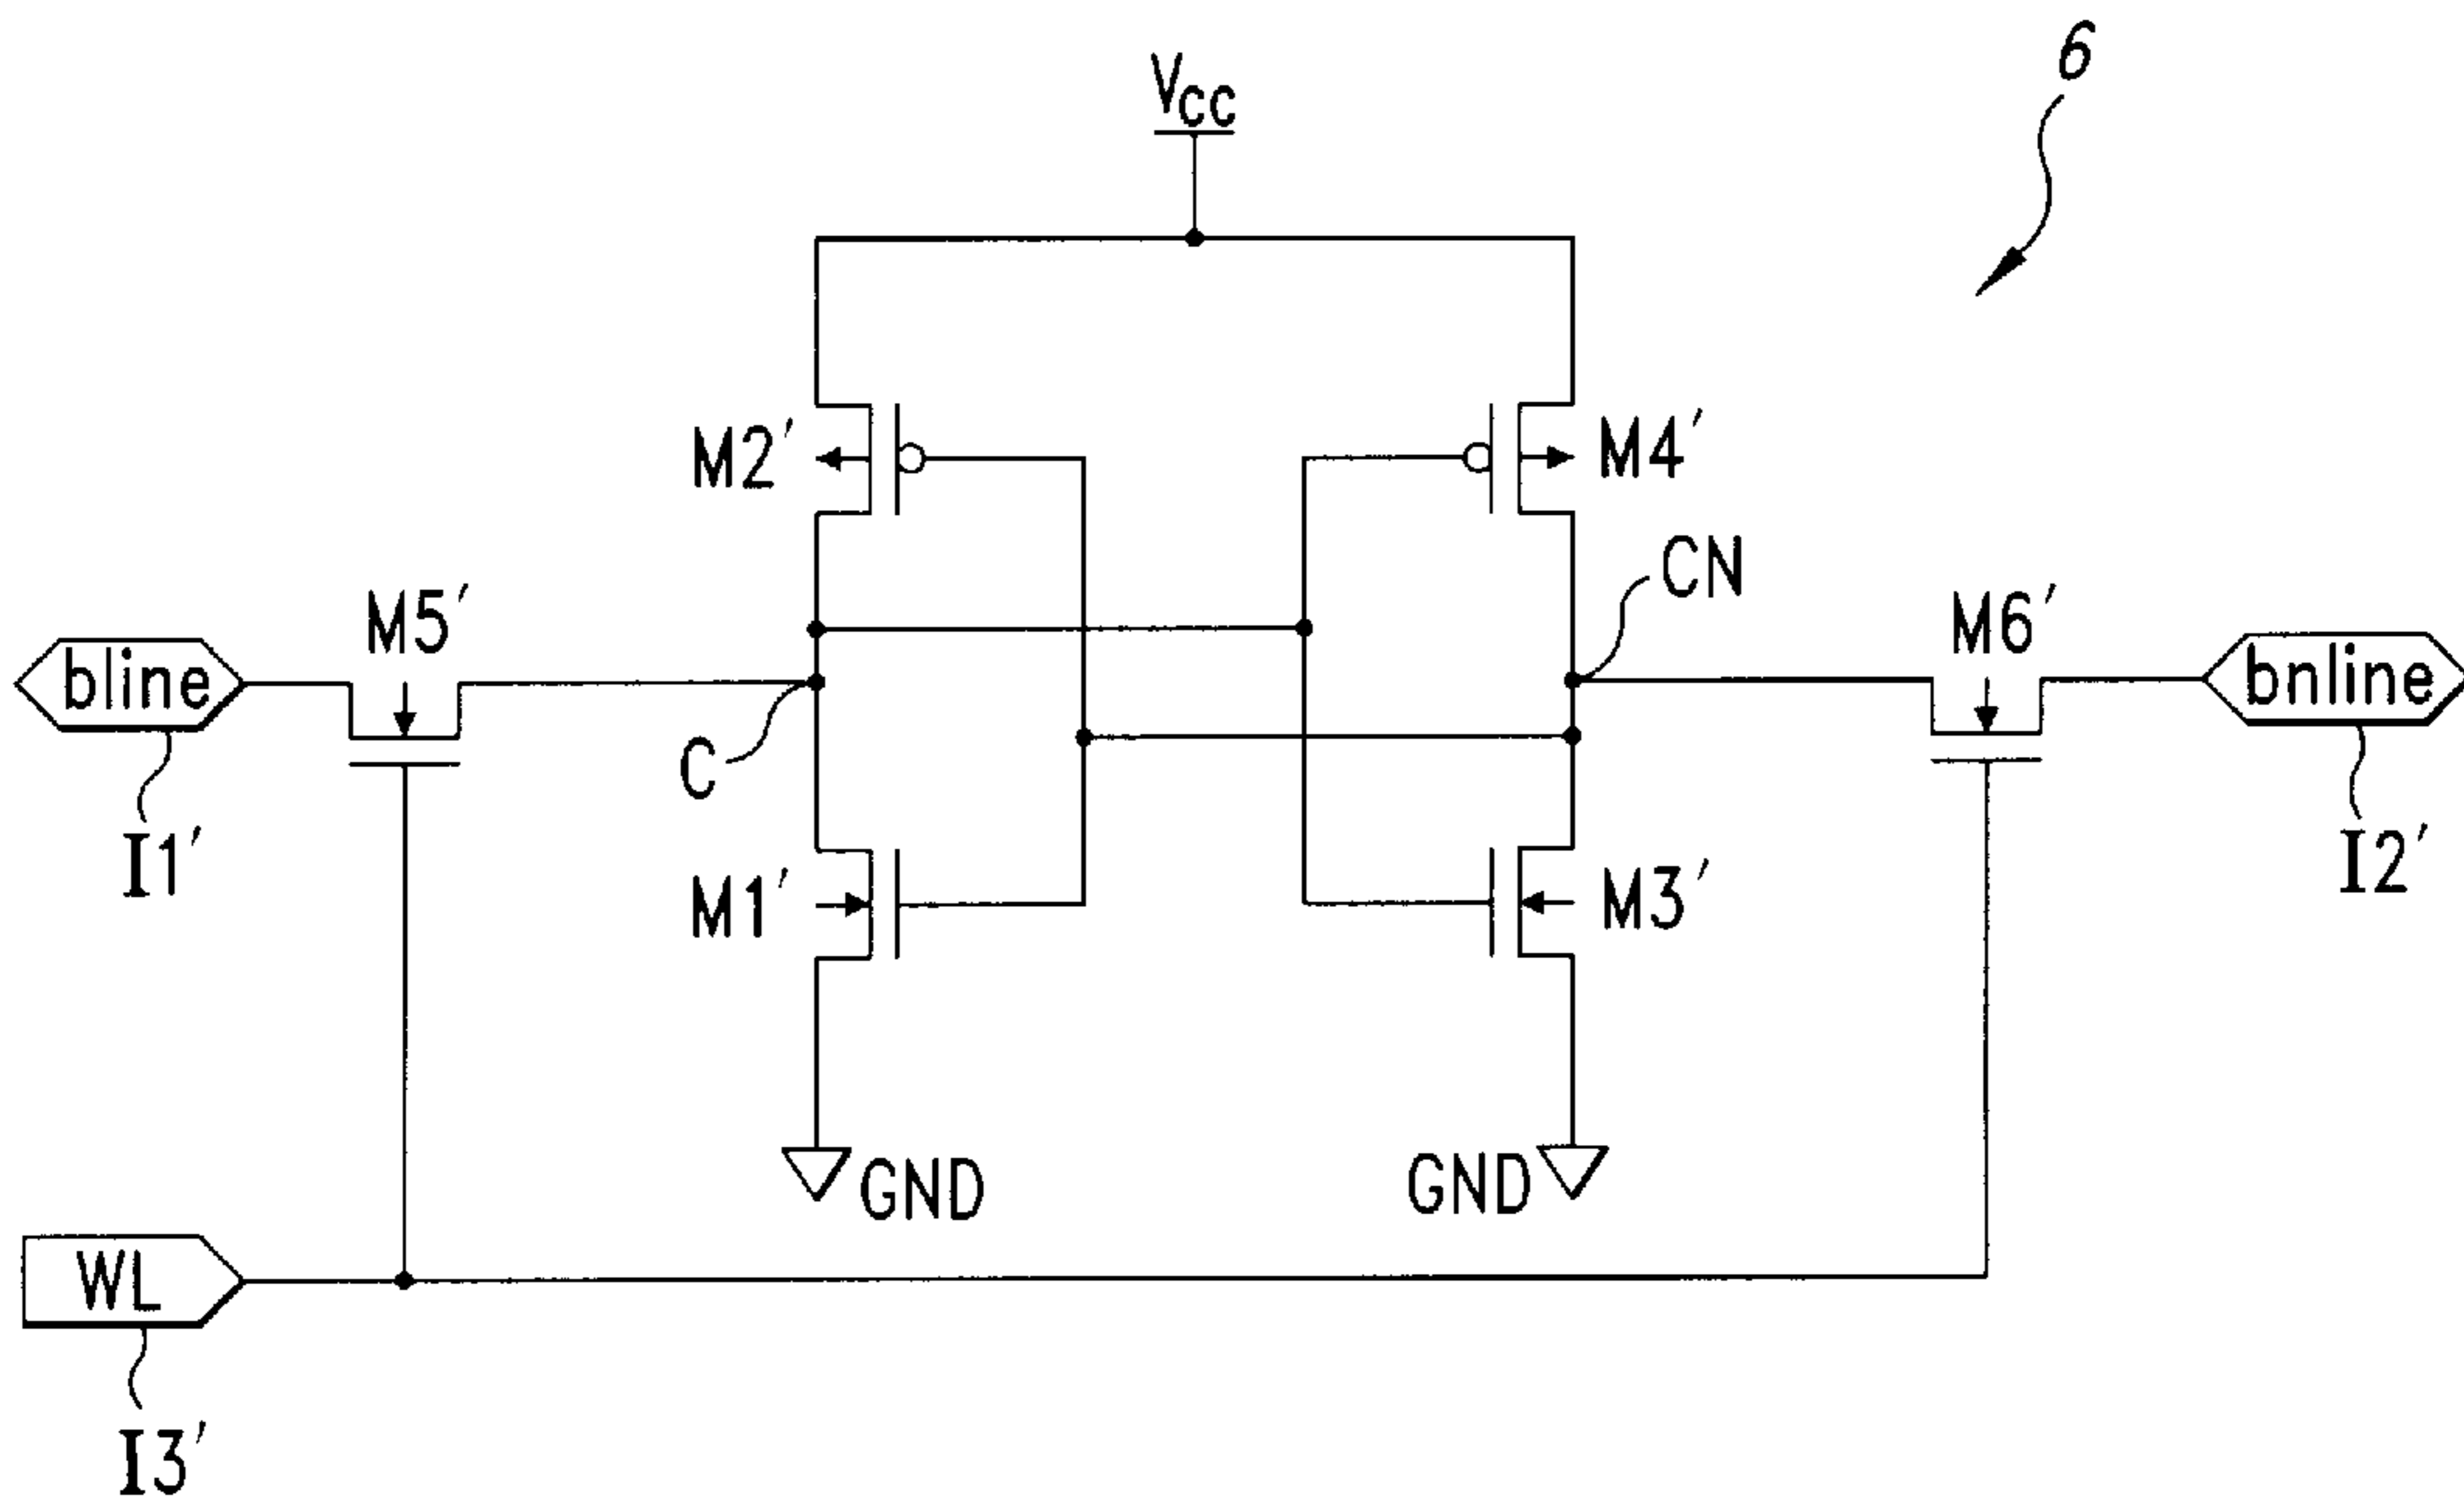 6
VCC
M2′
M4′
CN
M5′
M6′
bline
bnline
C
I1′
I2′
M1′
M3′
GND
GND
WL
I3′